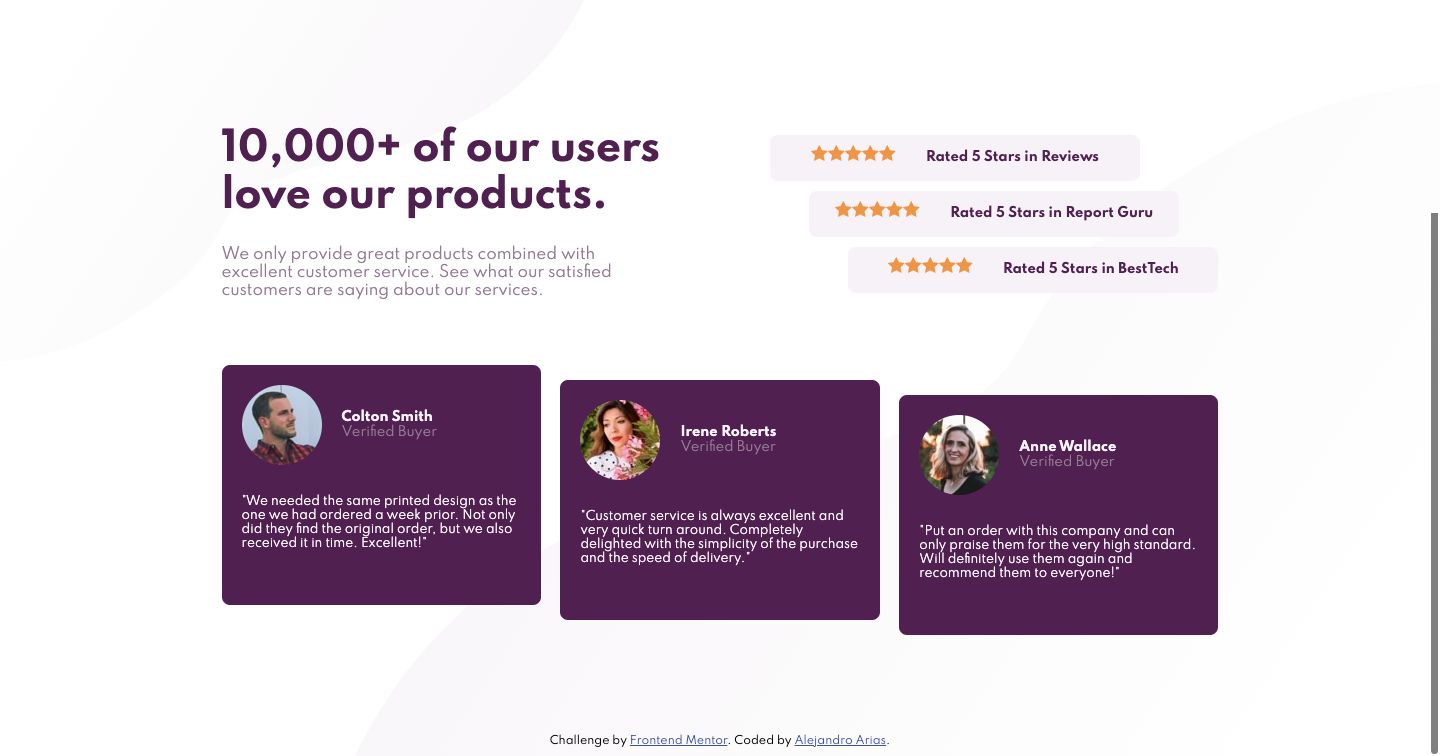 10,000+ of our users
love our products.
We only provide great products combined with
excellent customer service. See what our satisfied
customers are saying about our services.
Rated 5 Stars in Reviews
Rated 5 Stars in Report Guru
Rated 5 Stars in BestTech
Colton Smith
Verified Buyer
"We needed the same printed design as the
one we had ordered a week prior. Not only
did they find the original order, but we also
received it in time. Excellent!"
Irene Roberts
Verified Buyer
"Customer service is always excellent and
very quick turn around. Completely
delighted with the simplicity of the purchase
and the speed of delivery."
Anne Wallace
Verified Buyer
"Put an order with this company and can
only praise them for the very high standard.
Will definitely use them again and
recommend them to everyone!"
Challenge by Frontend Mentor. Coded by Alejandro Arias.